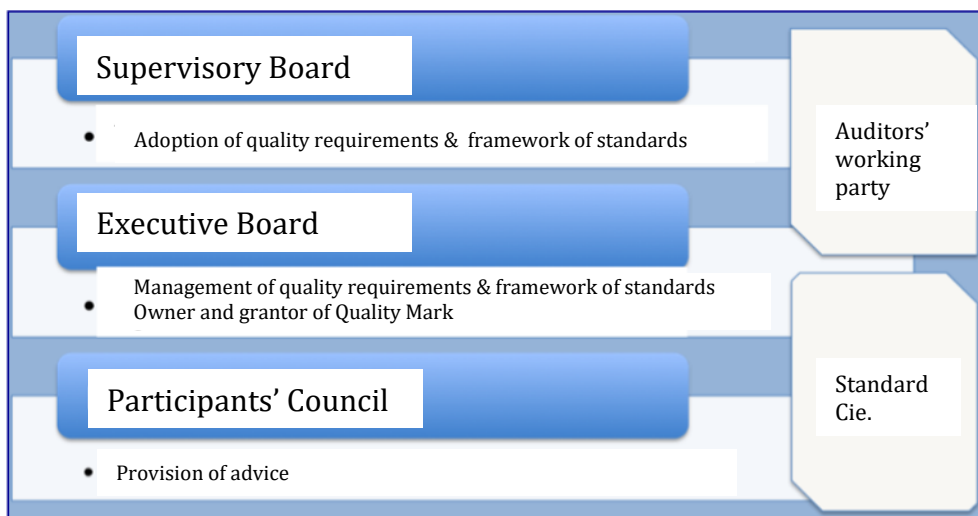 Supervisory Board
• Adoption of quality requirements & framework of standards
Executive Board
• Management of quality requirements & framework of standards
Owner and grantor of Quality Mark
Participants’ Council
• Provision of advice
Auditors’
working
party
Standard
Cie.